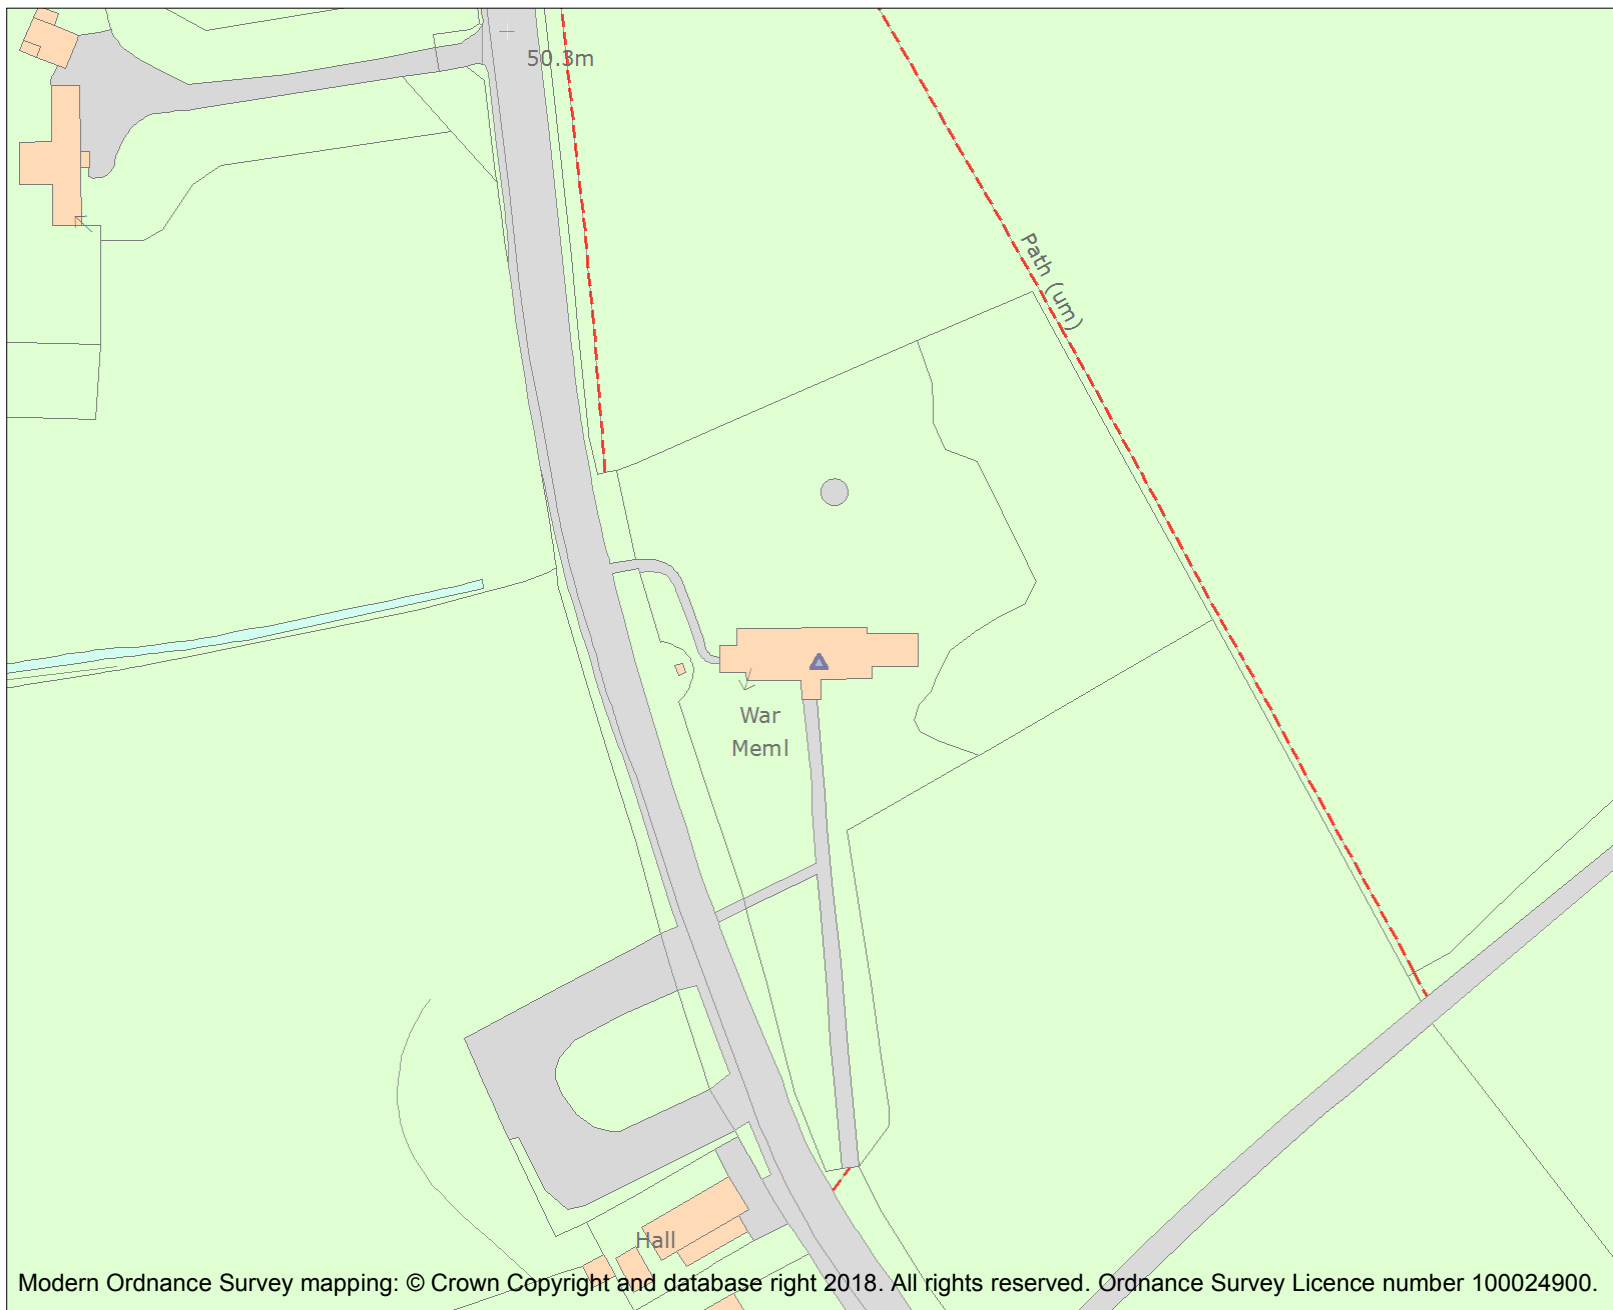 50.3m
Path (um)
War
Meml
Hall
Modern Ordnance Survey mapping: © Crown Copyright and database right 2018. All rights reserved. Ordnance Survey Licence number 100024900.